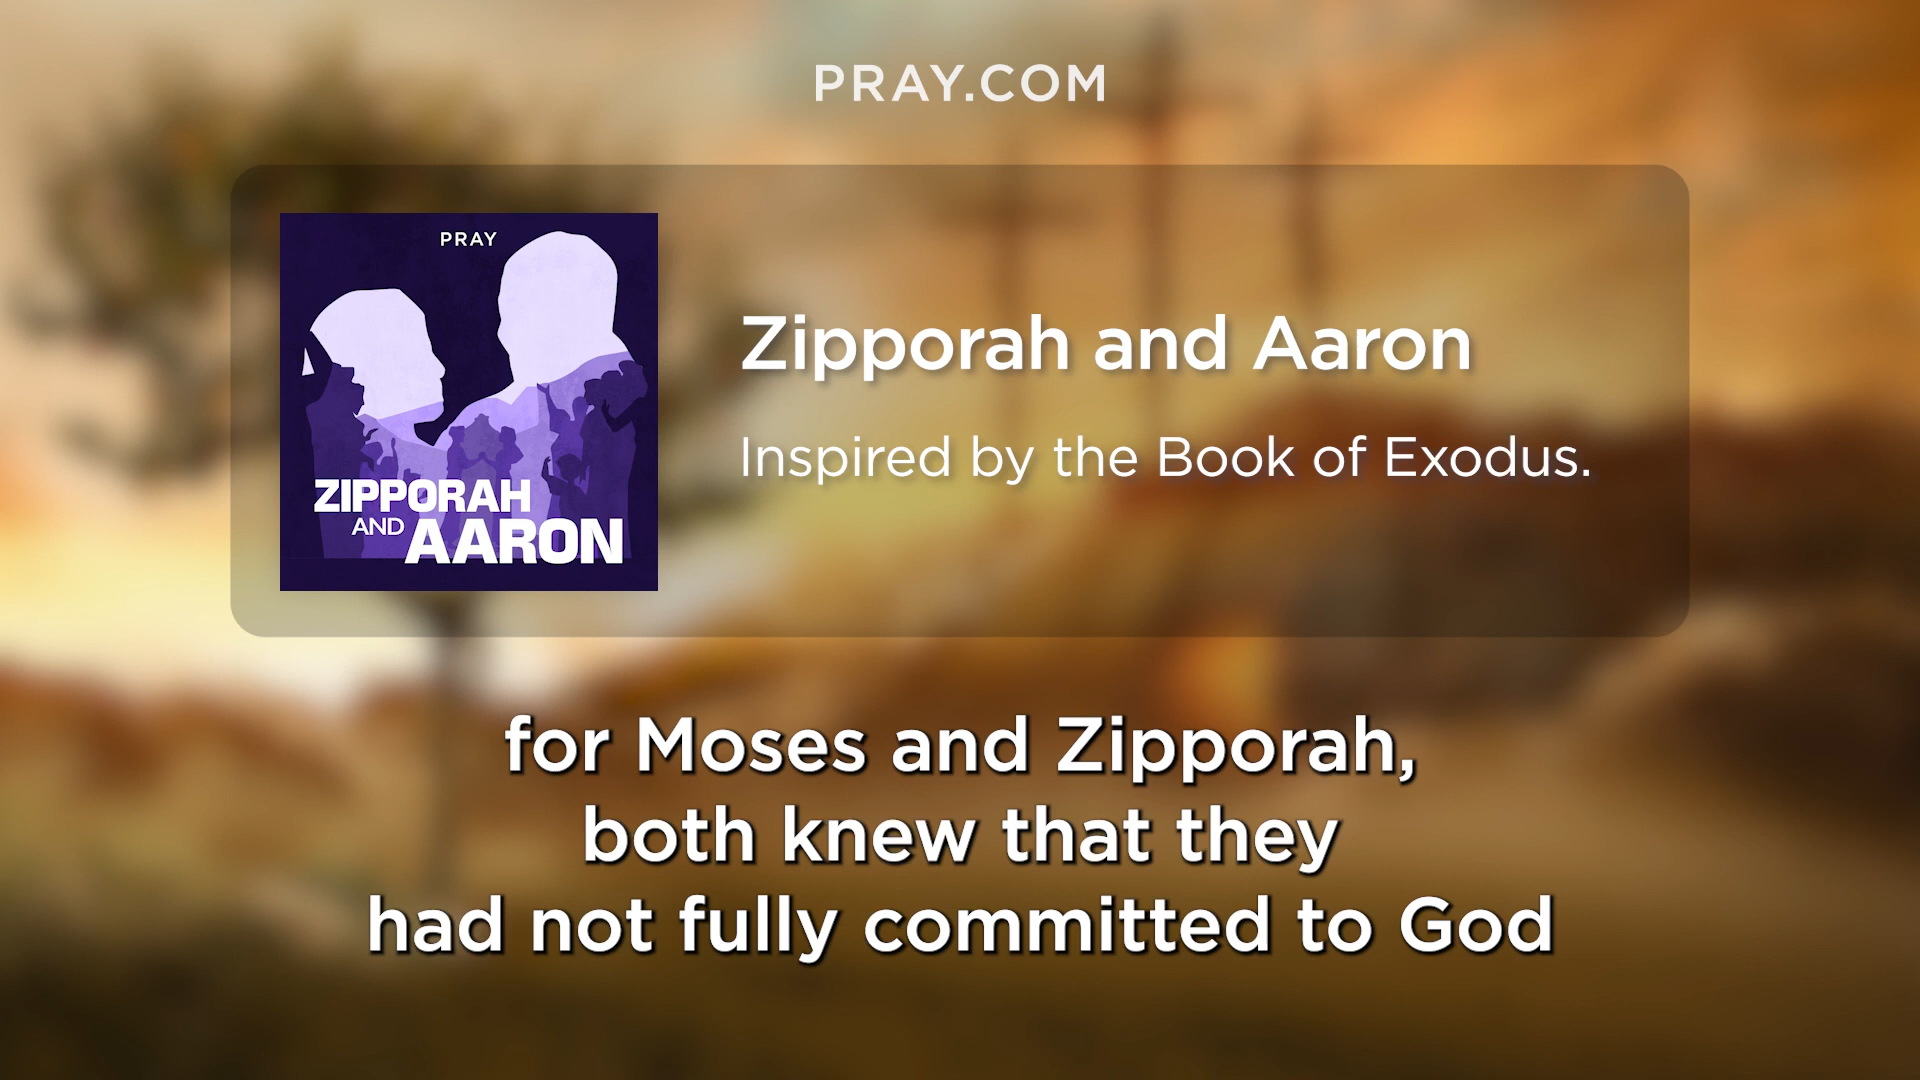 PRAY.COM
PRAY
ZIPPORAH
AND AARON
Zipporah and Aaron
Inspired by the Book of Exodus.
for Moses and Zipporah,
both knew that they
had not fully committed to God